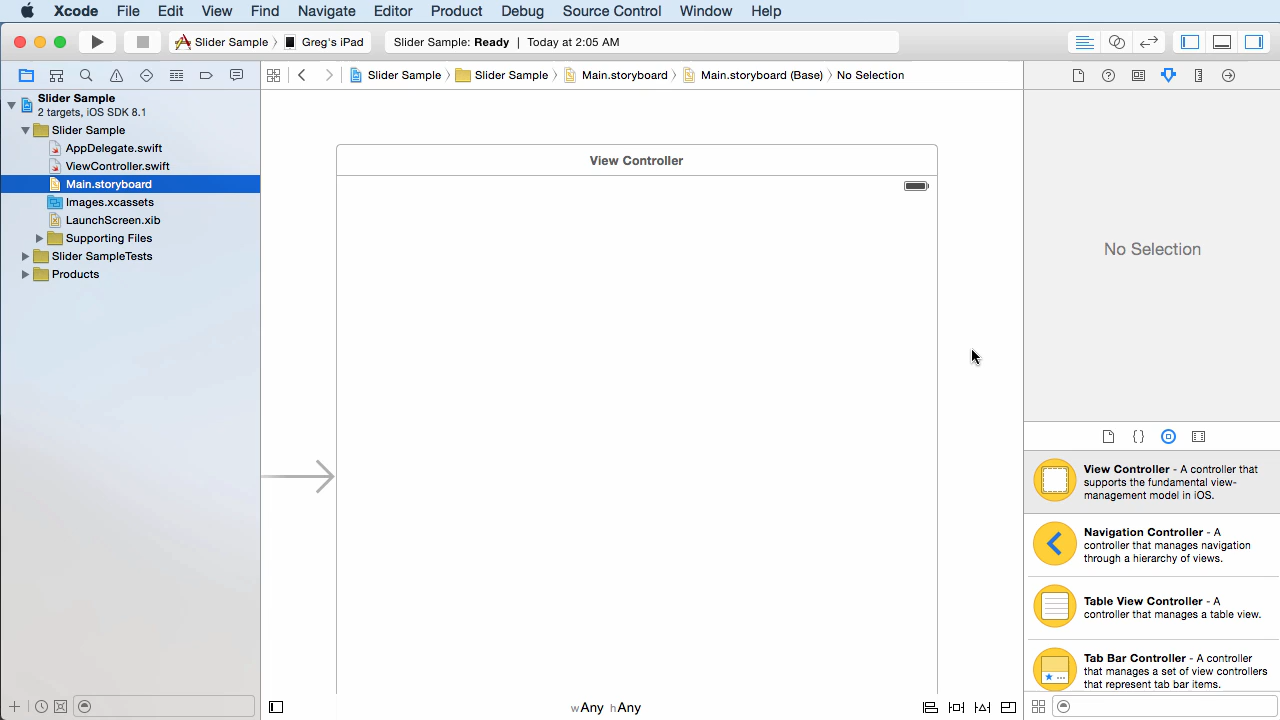 Xcode File Edit View Find Navigate Editor Product Debug Source Control Window Help
Slider Sample Greg's iPad Slider Sample: Ready | Today at 2:05 AM
Slider Sample Slider Sample Main.storyboard Main.storyboard (Base) No Selection
Slider Sample
2 targets, iOS SDK 8.1
Slider Sample
AppDelegate.swift
ViewController.swift
Main.storyboard
Images.xcassets
LaunchScreen.xib
Supporting Files
Slider SampleTests
Products
View Controller
wAny hAny
No Selection
View Controller - A controller that
supports the fundamental view-
management model in iOS.
Navigation Controller - A
controller that manages navigation
through a hierarchy of views.
Table View Controller - A
controller that manages a table view.
Tab Bar Controller - A controller
that manages a set of view controllers
that represent tab bar items.